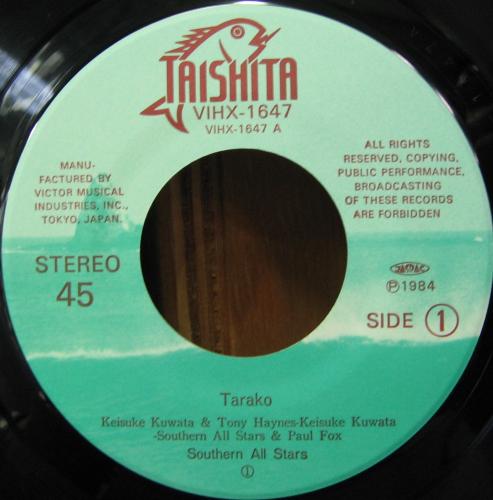 TAISHITA
VIHX-1647
VIHX-1647 A
MANU-
FACTURED BY
VICTOR MUSICAL
INDUSTRIES, INC.,
TOKYO, JAPAN.
ALL RIGHTS
RESERVED, COPYING,
PUBLIC PERFORMANCE,
BROADCASTING
OF THESE RECORDS
ARE FORBIDDEN
STEREO
45
JASRAC
Ⓟ1984
SIDE ①
Tarako
Keisuke Kuwata & Tony Haynes-Keisuke Kuwata
-Southern All Stars & Paul Fox
Southern All Stars
①